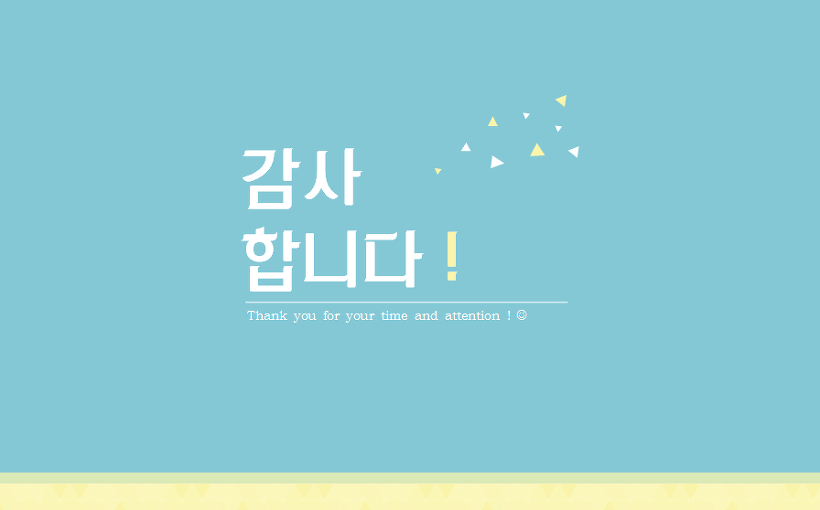 감사
합니다!
Thank you for your time and attention ! ☺